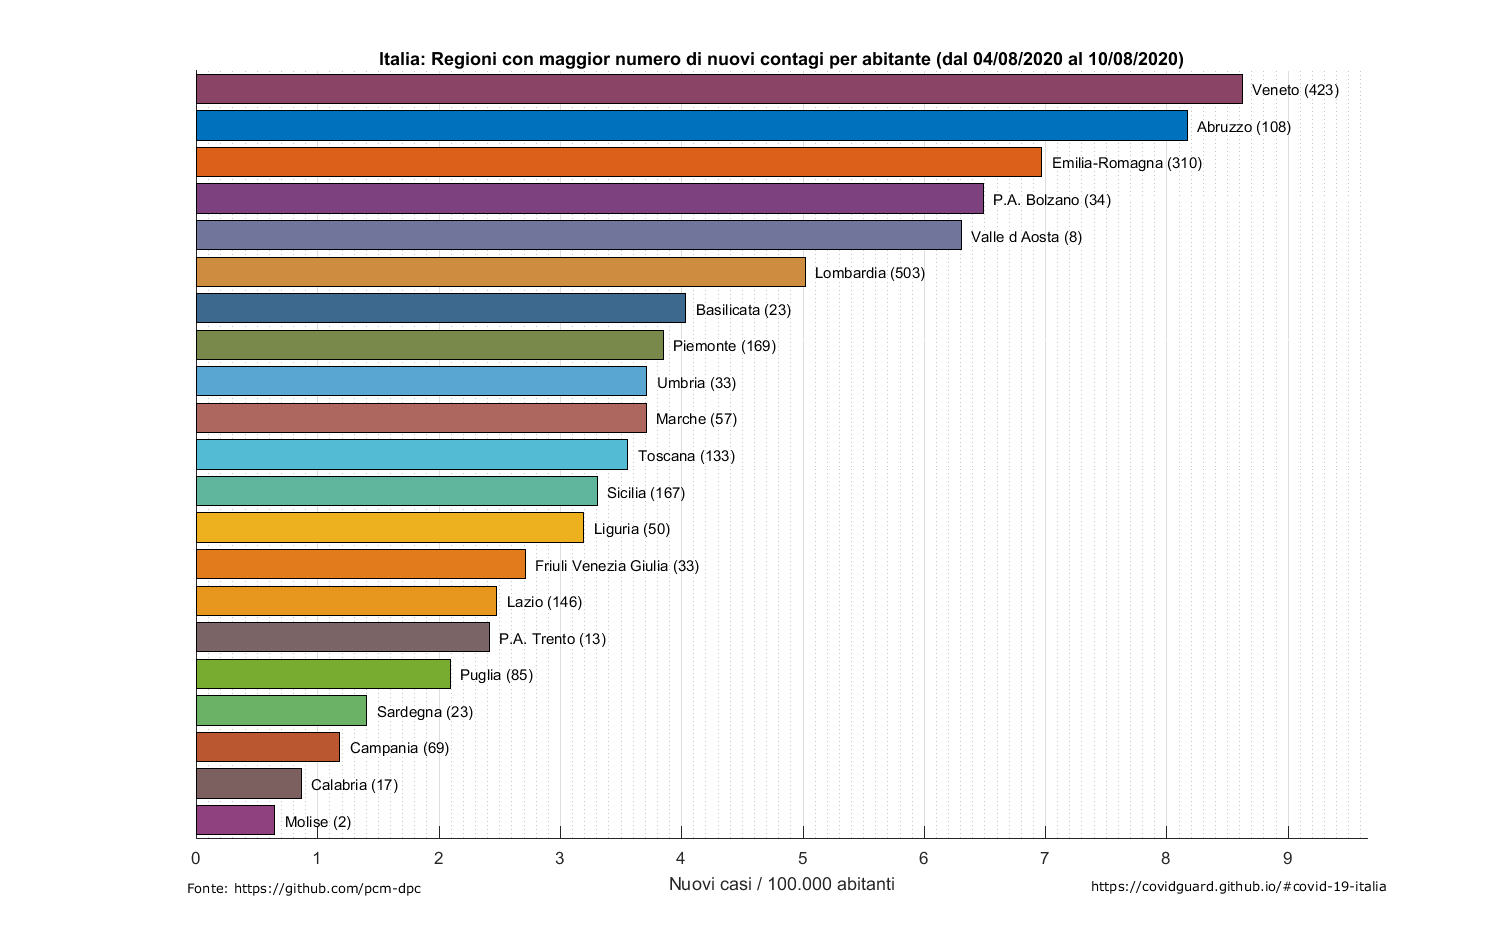 Italia: Regioni con maggior numero di nuovi contagi per abitante (dal 04/08/2020 al 10/08/2020)
Veneto (423)
Abruzzo (108)
Emilia-Romagna (310)
P.A. Bolzano (34)
Valle d Aosta (8)
Lombardia (503)
Basilicata (23)
Piemonte (169)
Umbria (33)
Marche (57)
Toscana (133)
Sicilia (167)
Liguria (50)
Friuli Venezia Giulia (33)
Lazio (146)
P.A. Trento (13)
Puglia (85)
Sardegna (23)
Campania (69)
Calabria (17)
Molise (2)
0 1 2 3 4 5 6 7 8 9
Nuovi casi / 100.000 abitanti
Fonte: https://github.com/pcm-dpc
https://covidguard.github.io/#covid-19-italia